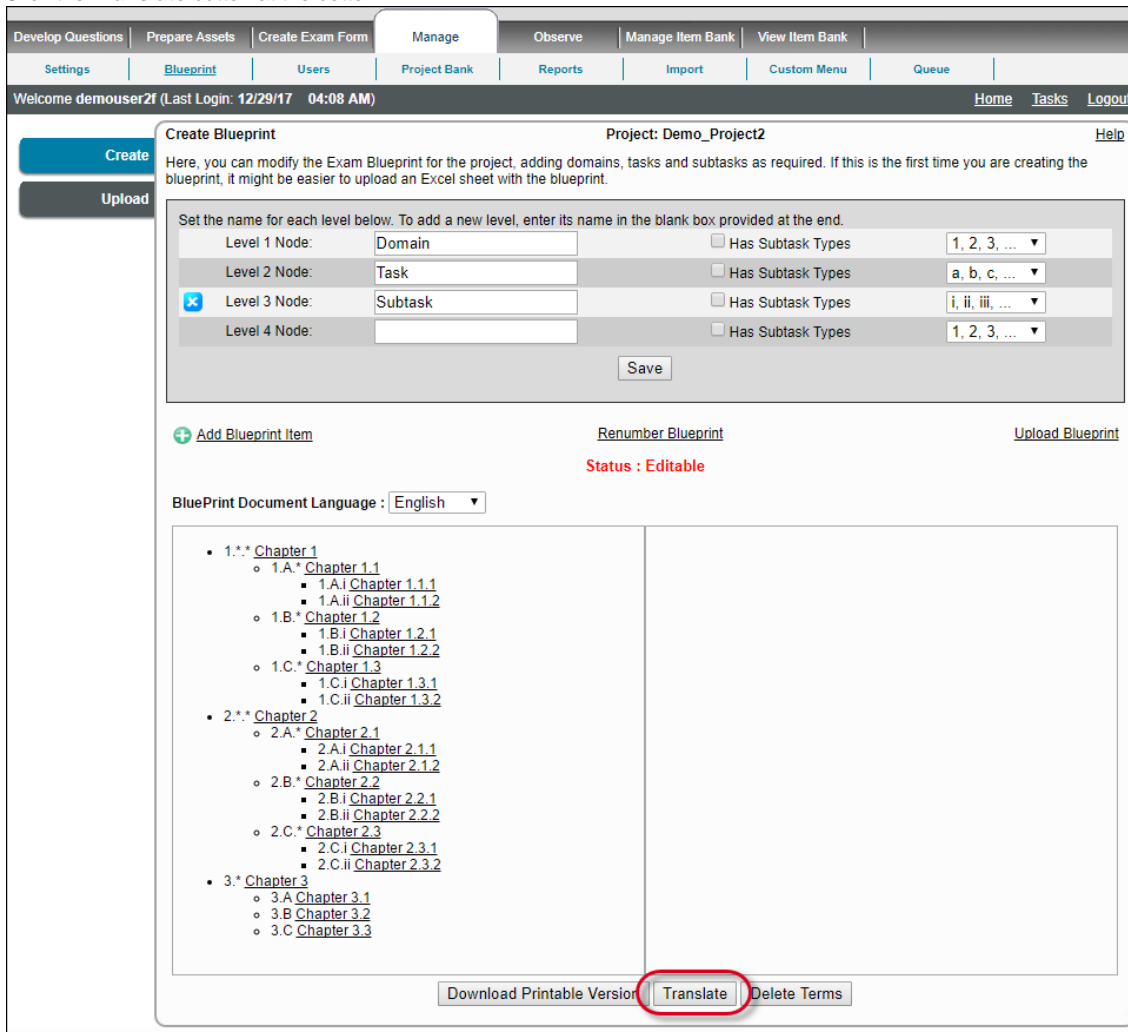 Develop Questions Prepare Assets Create Exam Form Manage Observe Manage Item Bank View Item Bank
Settings Blueprint Users Project Bank Reports Import Custom Menu Queue
Welcome demouser2f (Last Login: 12/29/17 04:08 AM) Home Tasks Logout
Create Blueprint Project: Demo_Project2 Help
Create
Upload
Here, you can modify the Exam Blueprint for the project, adding domains, tasks and subtasks as required. If this is the first time you are creating the
blueprint, it might be easier to upload an Excel sheet with the blueprint.
Set the name for each level below. To add a new level, enter its name in the blank box provided at the end.
Level 1 Node: Domain Has Subtask Types 1, 2, 3, ...
Level 2 Node: Task Has Subtask Types a, b, c, ...
Level 3 Node: Subtask Has Subtask Types i, ii, iii, ...
Level 4 Node: Has Subtask Types 1, 2, 3, ...
Save
Add Blueprint Item Renumber Blueprint Upload Blueprint
Status : Editable
BluePrint Document Language : English
1.*.* Chapter 1
1.A.* Chapter 1.1
1.A.i Chapter 1.1.1
1.A.ii Chapter 1.1.2
1.B.* Chapter 1.2
1.B.i Chapter 1.2.1
1.B.ii Chapter 1.2.2
1.C.* Chapter 1.3
1.C.i Chapter 1.3.1
1.C.ii Chapter 1.3.2
2.*.* Chapter 2
2.A.* Chapter 2.1
2.A.i Chapter 2.1.1
2.A.ii Chapter 2.1.2
2.B.* Chapter 2.2
2.B.i Chapter 2.2.1
2.B.ii Chapter 2.2.2
2.C.* Chapter 2.3
2.C.i Chapter 2.3.1
2.C.ii Chapter 2.3.2
3.* Chapter 3
3.A Chapter 3.1
3.B Chapter 3.2
3.C Chapter 3.3
Download Printable Version Translate Delete Terms